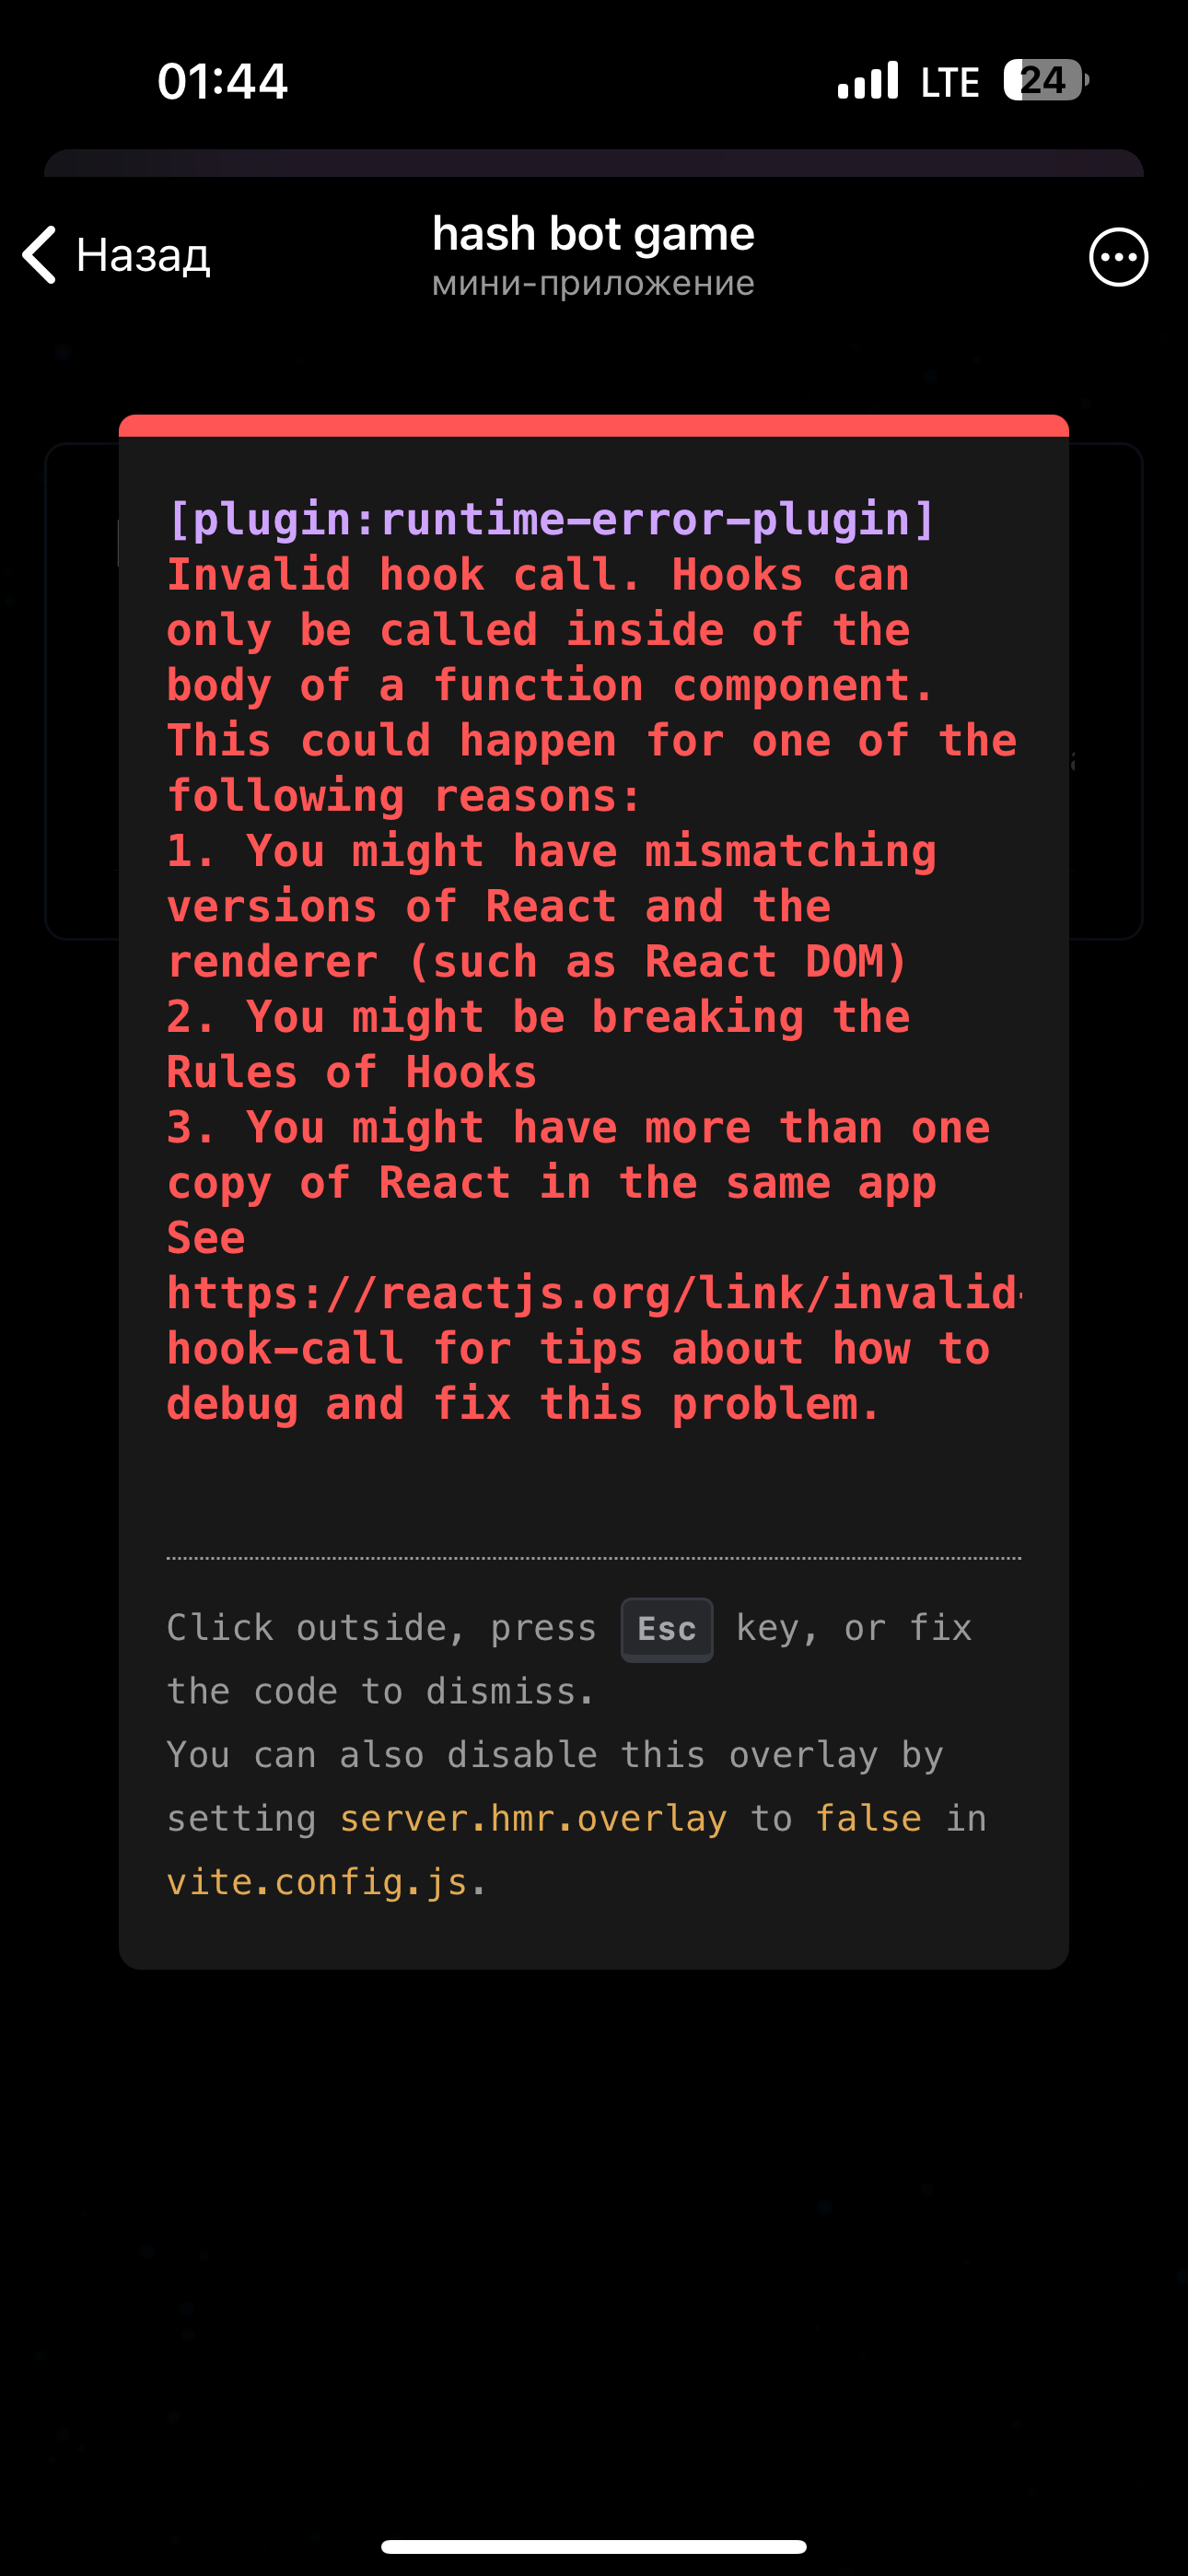 01:44
LTE
24
Назад
hash bot game
мини-приложение
[plugin:runtime-error-plugin]
Invalid hook call. Hooks can
only be called inside of the
body of a function component.
This could happen for one of the
following reasons:
1. You might have mismatching
versions of React and the
renderer (such as React DOM)
2. You might be breaking the
Rules of Hooks
3. You might have more than one
copy of React in the same app
See
https://reactjs.org/link/invalid-
hook-call for tips about how to
debug and fix this problem.
Click outside, press Esc key, or fix
the code to dismiss.
You can also disable this overlay by
setting server.hmr.overlay to false in
vite.config.js.